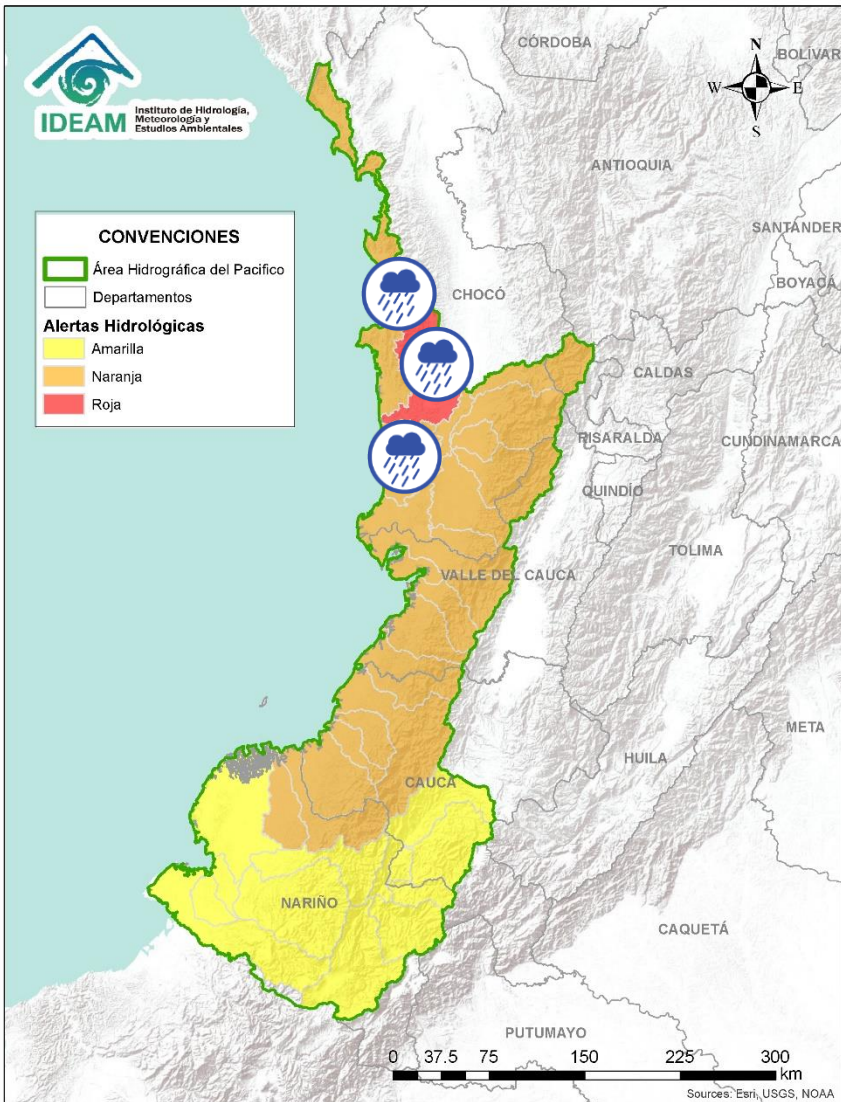 IDEAM
Instituto de Hidrología,
Meteorología y
Estudios Ambientales
CÓRDOBA
BOLÍVAR
N
W
E
S
ANTIOQUIA
SANTANDER
BOYACÁ
CONVENCIONES
Área Hidrográfica del Pacifico
Departamentos
Alertas Hidrológicas
Amarilla
Naranja
Roja
CHOCÓ
CALDAS
RISARALDA
CUNDINAMARCA
QUINDÍO
TOLIMA
VALLE DEL CAUCA
META
HUILA
CAUCA
NARIÑO
CAQUETÁ
PUTUMAYO
0 37.5 75 150 225 300
km
Sources: Esri, USGS, NOAA